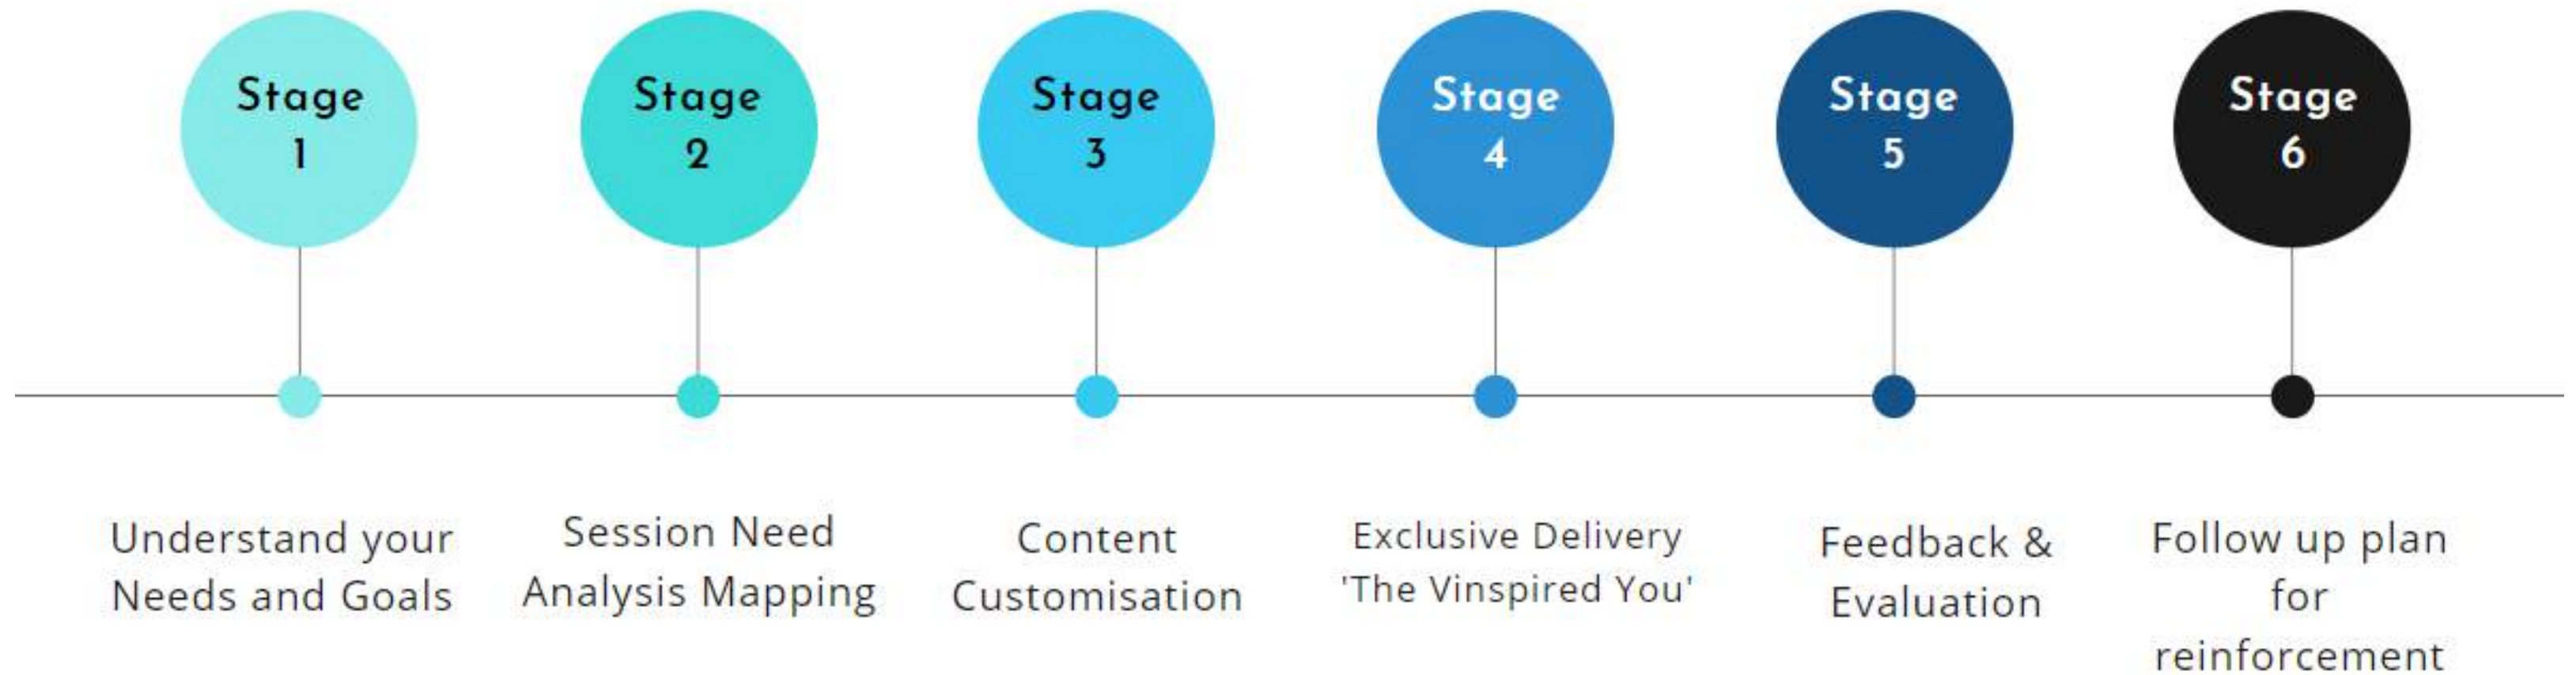 Stage
1
Stage
2
Stage
3
Stage
4
Stage
5
Stage
6
Understand your
Needs and Goals
Session Need
Analysis Mapping
Content
Customisation
Exclusive Delivery
'The Vinspired You'
Feedback &
Evaluation
Follow up plan
for
reinforcement